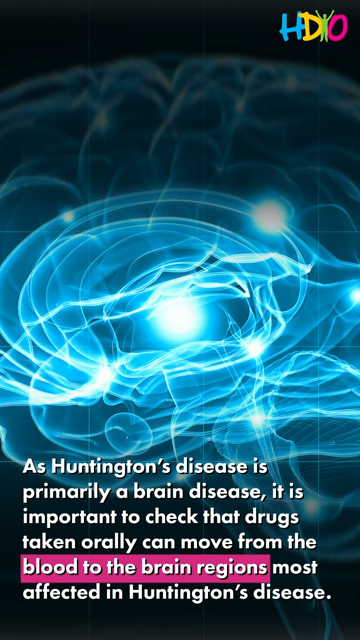 HDYO
As Huntington's disease is
primarily a brain disease, it is
important to check that drugs
taken orally can move from the
blood to the brain regions most
affected in Huntington's disease.